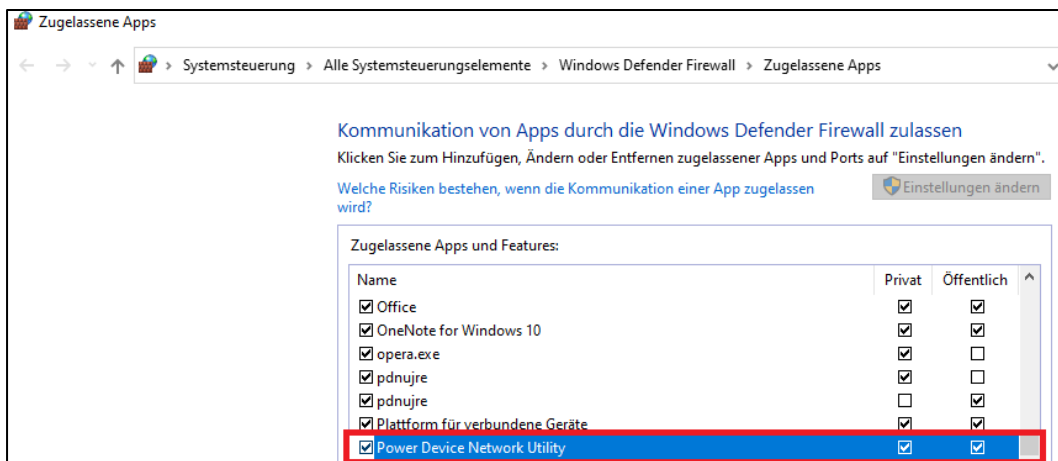 Zugelassene Apps
Systemsteuerung > Alle Systemsteuerungselemente > Windows Defender Firewall > Zugelassene Apps
Kommunikation von Apps durch die Windows Defender Firewall zulassen
Klicken Sie zum Hinzufügen, Ändern oder Entfernen zugelassener Apps und Ports auf "Einstellungen ändern".
Welche Risiken bestehen, wenn die Kommunikation einer App zugelassen
wird?
Einstellungen ändern
Zugelassene Apps und Features:
Name Privat Öffentlich
Office
OneNote for Windows 10
opera.exe
pdnujre
pdnujre
Plattform für verbundene Geräte
Power Device Network Utility